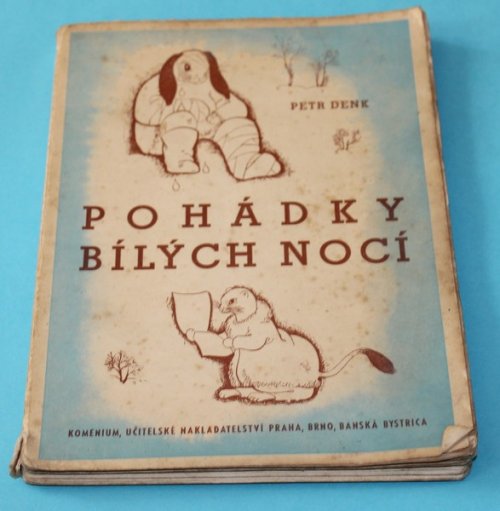 PETR DENK
POHÁDKY
BÍLÝCH NOCÍ
KOMENIUM, UČITELSKÉ NAKLADATELSTVÍ PRAHA, BRNO, BANSKÁ BYSTRICA